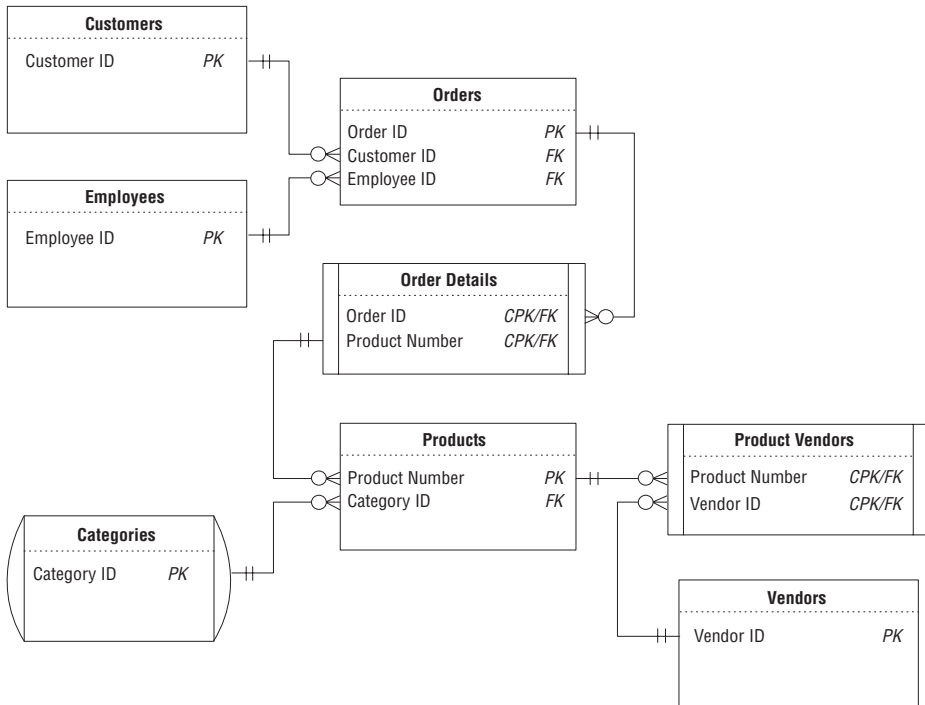 Customers
Customer ID PK
Orders
Order ID PK
Customer ID FK
Employee ID FK
Employees
Employee ID PK
Order Details
Order ID CPK/FK
Product Number CPK/FK
Products
Product Number PK
Category ID FK
Product Vendors
Product Number CPK/FK
Vendor ID CPK/FK
Categories
Category ID PK
Vendors
Vendor ID PK